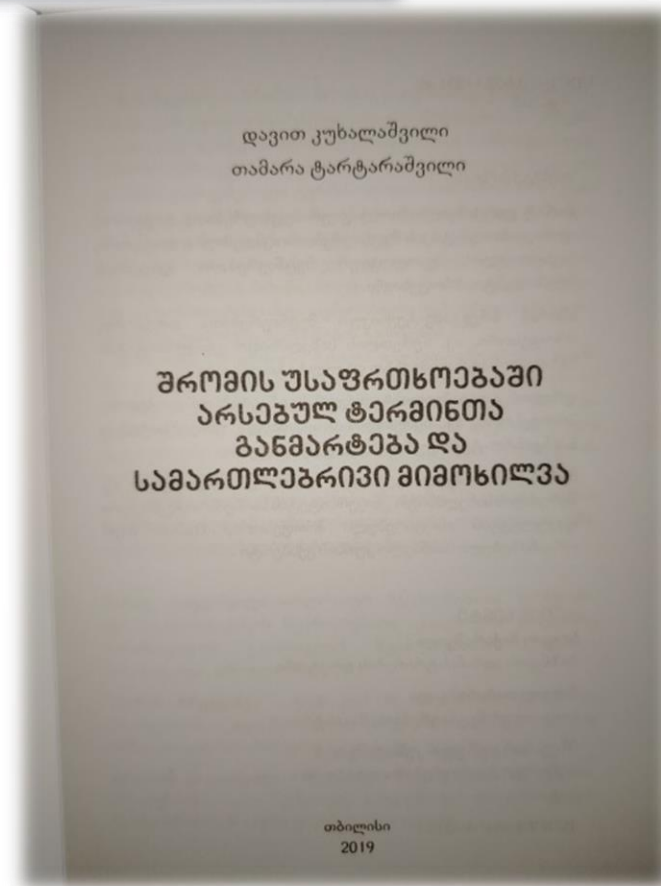 დავით კუხალაშვილი
თამარა ტარტარაშვილი
შრომის უსაფრთხოებაში
არსებულ ტერმინთა
განმარტება და
სამართლებრივი მიმოხილვა
თბილისი
2019